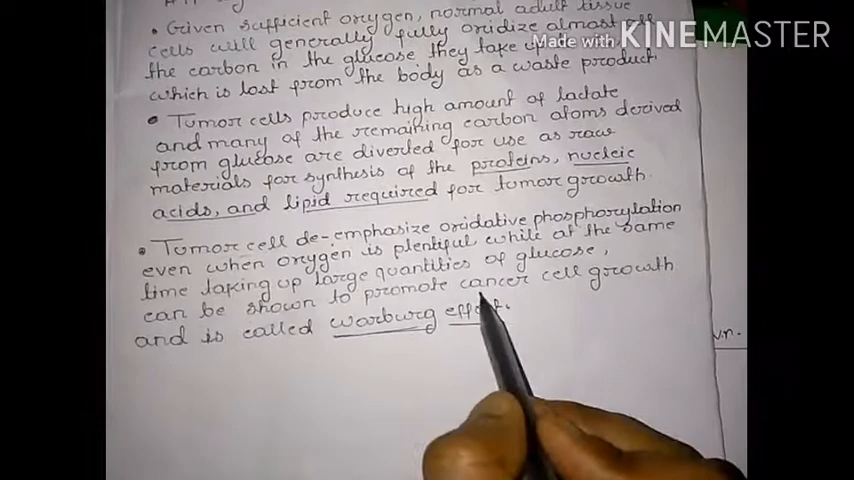 • Given sufficient oxygen, normal adult tissue
cells will generally fully oxidize almost all
the carbon in the glucose they take up
which is lost from the body as a waste product.
• Tumor cells produce high amount of lactate
and many of the remaining carbon atoms derived
from glucose are diverted for use as raw
materials for synthesis of the proteins, nucleic
acids, and lipid required for tumor growth.
• Tumor cell de-emphasize oxidative phosphorylation
even when oxygen is plentiful while at the same
time taking up large quantities of glucose,
can be shown to promote cancer cell growth
and is called warburg effect.
Made with KINEMASTER